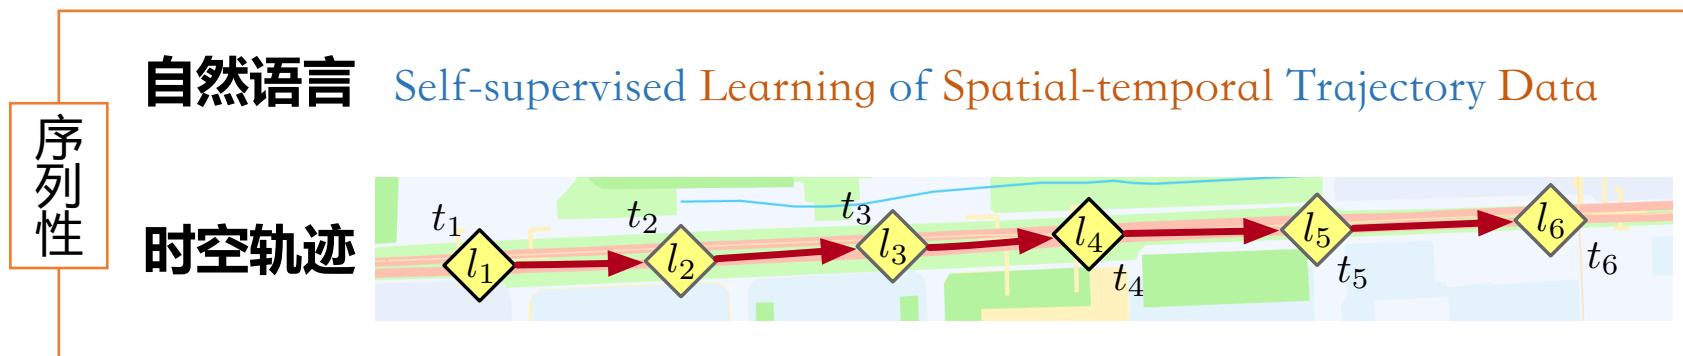 序列性
自然语言 Self-supervised Learning of Spatial-temporal Trajectory Data
时空轨迹
t1 t2 t3 t4 t5 t6
l1 l2 l3 l4 l5 l6